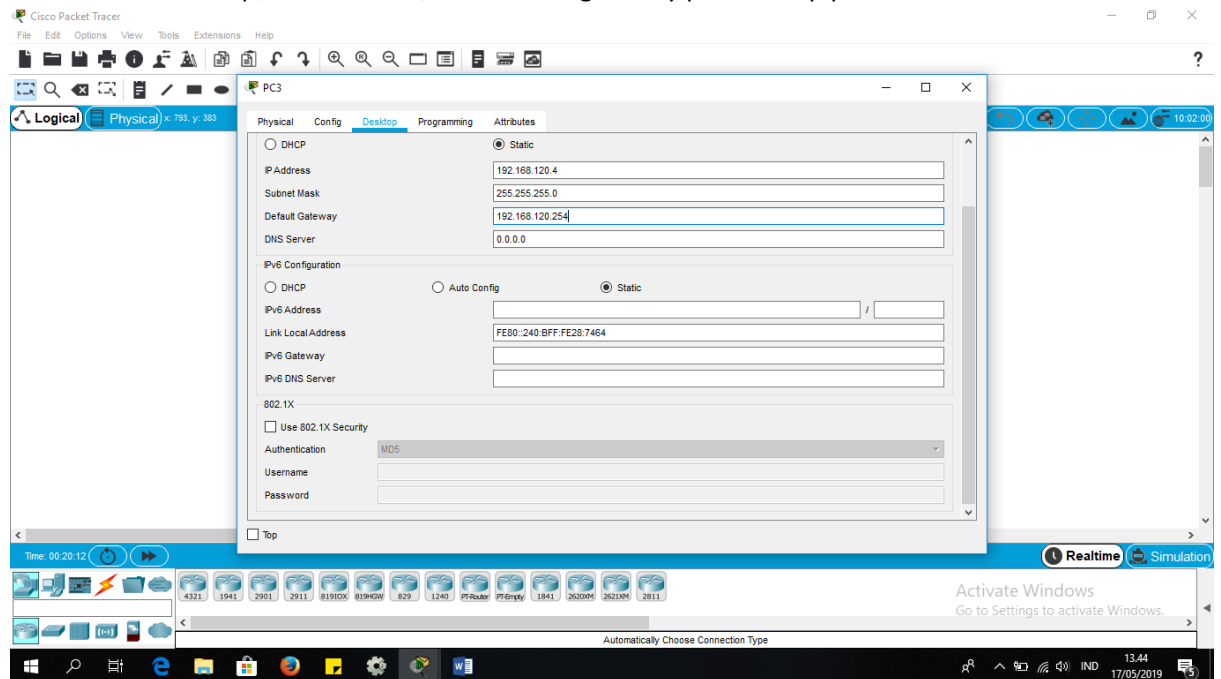 Cisco Packet Tracer
File Edit Options View Tools Extensions Help
?
PC3
Logical Physical x: 793, y: 383
10:02:00
Physical Config Desktop Programming Attributes
DHCP Static
IP Address 192.168.120.4
Subnet Mask 255.255.255.0
Default Gateway 192.168.120.254
DNS Server 0.0.0.0
IPv6 Configuration
DHCP Auto Config Static
IPv6 Address /
Link Local Address FE80::240:BFF:FE28:7464
IPv6 Gateway
IPv6 DNS Server
802.1X
Use 802.1X Security
Authentication MD5
Username
Password
Top
Time: 00:20:12 Realtime Simulation
4321 1941 2901 2911 819IOX 819HGW 829 1240 PT-Router PT-Empty 1841 2620XM 2621XM 2811
Activate Windows
Go to Settings to activate Windows.
Automatically Choose Connection Type
IND 13.44
17/05/2019
5